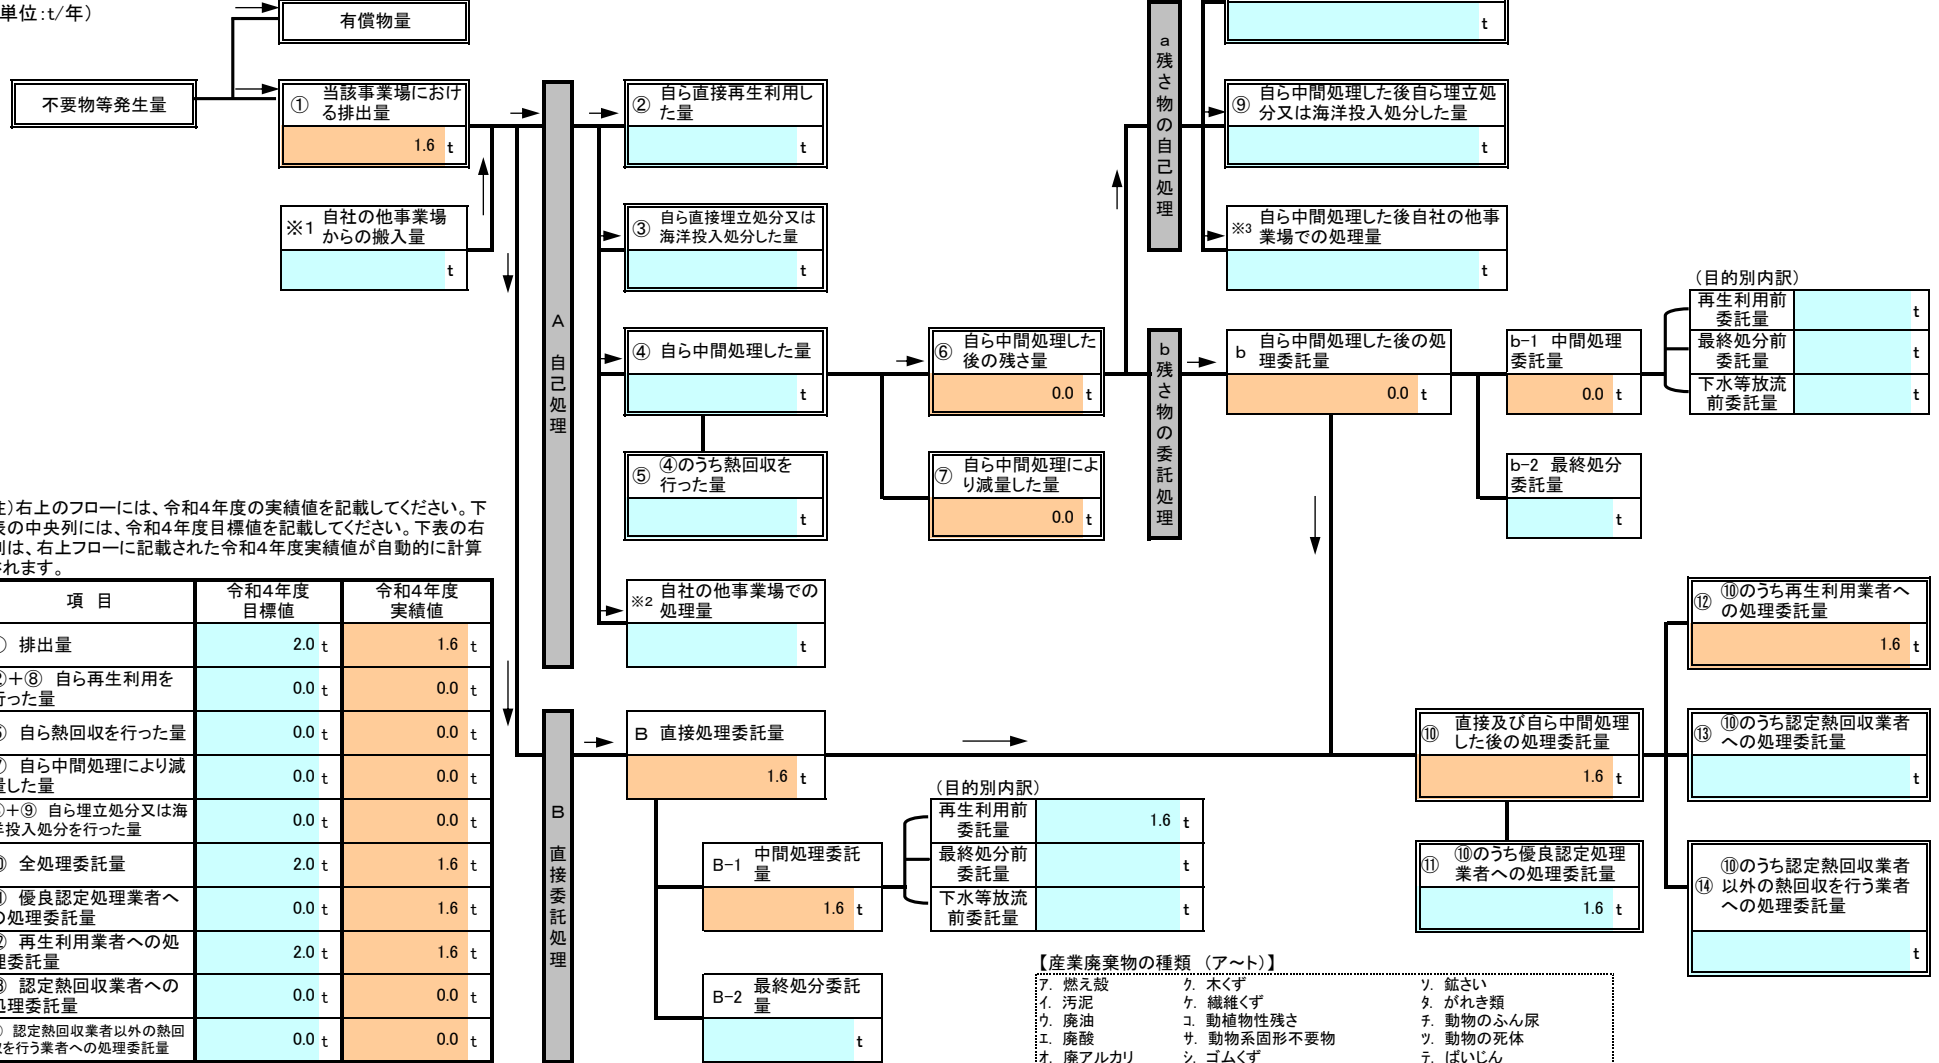 単位:t/年）
有償物量
不要物等発生量
① 当該事業場におけ
る排出量
1.6 t
※1 自社の他事業場
からの搬入量
t
A 自己処理
② 自ら直接再生利用し
た量
t
③ 自ら直接埋立処分又は
海洋投入処分した量
t
④ 自ら中間処理した量
t
⑤ ④のうち熱回収を
行った量
t
※2 自社の他事業場での
処理量
t
⑥ 自ら中間処理した
後の残さ量
0.0 t
⑦ 自ら中間処理によ
り減量した量
0.0 t
a残さ物の自己処理
t
⑨ 自ら中間処理した後自ら埋立処
分又は海洋投入処分した量
t
※3 自ら中間処理した後自社の他事
業場での処理量
t
b残さ物の委託処理
b 自ら中間処理した後の処
理委託量
0.0 t
b-1 中間処理
委託量
0.0 t
b-2 最終処分
委託量
t
（目的別内訳）
再生利用前
委託量
t
最終処分前
委託量
t
下水等放流
前委託量
t
注）右上のフローには、令和4年度の実績値を記載してください。下
表の中央列には、令和4年度目標値を記載してください。下表の右
列は、右上フローに記載された令和4年度実績値が自動的に計算
されます。
項 目 令和4年度 令和4年度
目標値 実績値
排出量 2.0 t 1.6 t
②+⑧ 自ら再生利用を
行った量 0.0 t 0.0 t
自ら熱回収を行った量 0.0 t 0.0 t
⑦ 自ら中間処理により減
量した量 0.0 t 0.0 t
+⑨ 自ら埋立処分又は海
洋投入処分を行った量 0.0 t 0.0 t
全処理委託量 2.0 t 1.6 t
優良認定処理業者へ
の処理委託量 0.0 t 1.6 t
再生利用業者への処
理委託量 2.0 t 1.6 t
認定熱回収業者への
処理委託量 0.0 t 0.0 t
認定熱回収業者以外の熱回
収を行う業者への処理委託量 0.0 t 0.0 t
B 直接委託処理
B 直接処理委託量
1.6 t
B-1 中間処理委託
量
1.6 t
B-2 最終処分委託
量
t
（目的別内訳）
再生利用前
委託量
1.6 t
最終処分前
委託量
t
下水等放流
前委託量
t
⑩ 直接及び自ら中間処理
した後の処理委託量
1.6 t
⑪ ⑩のうち優良認定処理
業者への処理委託量
1.6 t
⑫ ⑩のうち再生利用業者へ
の処理委託量
1.6 t
⑬ ⑩のうち認定熱回収業者
への処理委託量
t
⑭ ⑩のうち認定熱回収業者
以外の熱回収を行う業者
への処理委託量
t
【産業廃棄物の種類 （ア～ト）】
ア. 燃え殻 ク. 木くず ソ. 鉱さい
イ. 汚泥 ケ. 繊維くず タ. がれき類
ウ. 廃油 コ. 動植物性残さ チ. 動物のふん尿
エ. 廃酸 サ. 動物系固形不要物 ツ. 動物の死体
オ. 廃アルカリ シ. ゴムくず テ. ばいじん